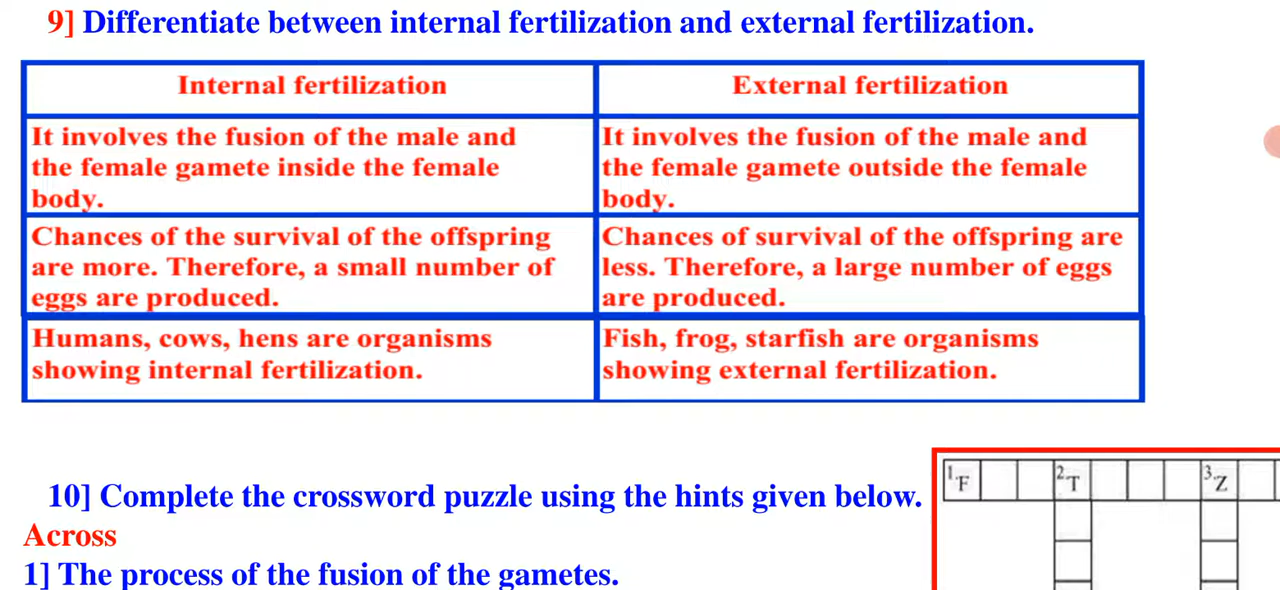 9] Differentiate between internal fertilization and external fertilization.
Internal fertilization
External fertilization
It involves the fusion of the male and
the female gamete inside the female
body.
It involves the fusion of the male and
the female gamete outside the female
body.
Chances of the survival of the offspring
are more. Therefore, a small number of
eggs are produced.
Chances of survival of the offspring are
less. Therefore, a large number of eggs
are produced.
Humans, cows, hens are organisms
showing internal fertilization.
Fish, frog, starfish are organisms
showing external fertilization.
10] Complete the crossword puzzle using the hints given below.
1. F 2. T 3. Z
Across
1] The process of the fusion of the gametes.